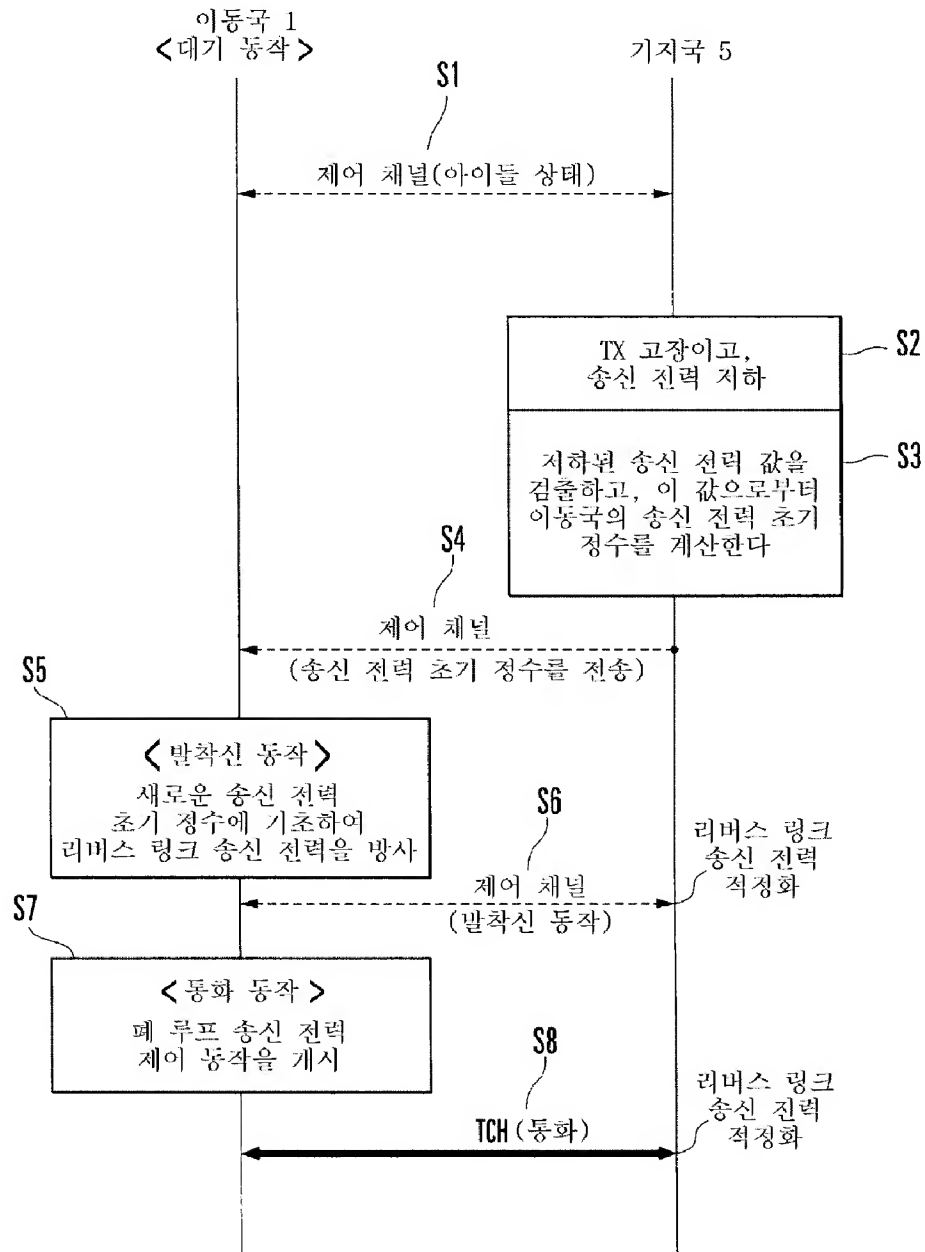 이동국 1
<대기 동작>
기지국 5
S1
제어 채널(아이들 상태)
TX 고장이고,
송신 전력 저하
S2
저하된 송신 전력 값을
검출하고, 이 값으로부터
이동국의 송신 전력 초기
정수를 계산한다
S3
S4
제어 채널
(송신 전력 초기 정수를 전송)
S5
<발착신 동작>
새로운 송신 전력
초기 정수에 기초하여
리버스 링크 송신 전력을 방사
S6
제어 채널
(발착신 동작)
리버스 링크
송신 전력
적정화
S7
<통화 동작>
폐 루프 송신 전력
제어 동작을 개시
S8
TCH(통화)
리버스 링크
송신 전력
적정화